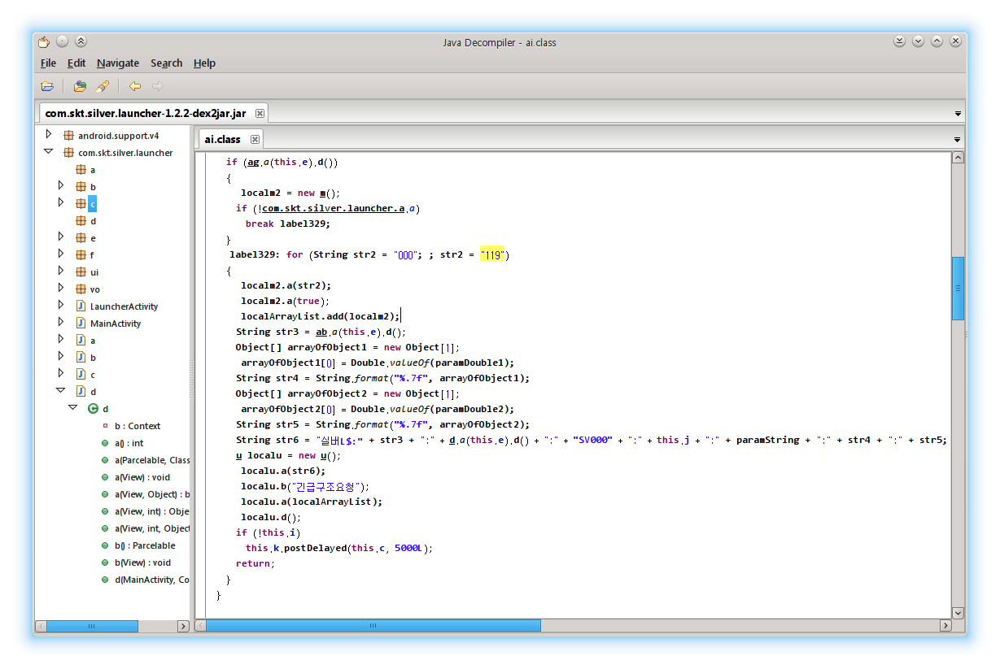 Java Decompiler - ai.class
File Edit Navigate Search Help
com.skt.silver.launcher-1.2.2-dex2jar.jar
android.support.v4
com.skt.silver.launcher
a
b
c
d
e
f
ui
vo
LauncherActivity
MainActivity
a
b
c
d
d
b : Context
a() : int
a(Parcelable, Class
a(View) : void
a(View, Object) : b
a(View, int) : Obje
a(View, int, Object
b() : Parcelable
b(View) : void
d(MainActivity, Co
ai.class
if (ag.a(this.e).d())
{
localm2 = new m();
if (!com.skt.silver.launcher.a.a)
break label329;
}
label329: for (String str2 = "000"; ; str2 = "119")
{
localm2.a(str2);
localm2.a(true);
localArrayList.add(localm2);
String str3 = ab.a(this.e).d();
Object[] arrayOfObject1 = new Object[1];
arrayOfObject1[0] = Double.valueOf(paramDouble1);
String str4 = String.format("%.7f", arrayOfObject1);
Object[] arrayOfObject2 = new Object[1];
arrayOfObject2[0] = Double.valueOf(paramDouble2);
String str5 = String.format("%.7f", arrayOfObject2);
String str6 = "실버L$:" + str3 + ":" + d.a(this.e).d() + ":" + "SV000" + ":" + this.j + ":" + paramString + ":" + str4 + ":" + str5;
u localu = new u();
localu.a(str6);
localu.b("긴급구조요청");
localu.a(localArrayList);
localu.d();
if (!this.i)
this.k.postDelayed(this.c, 5000L);
return;
}
}